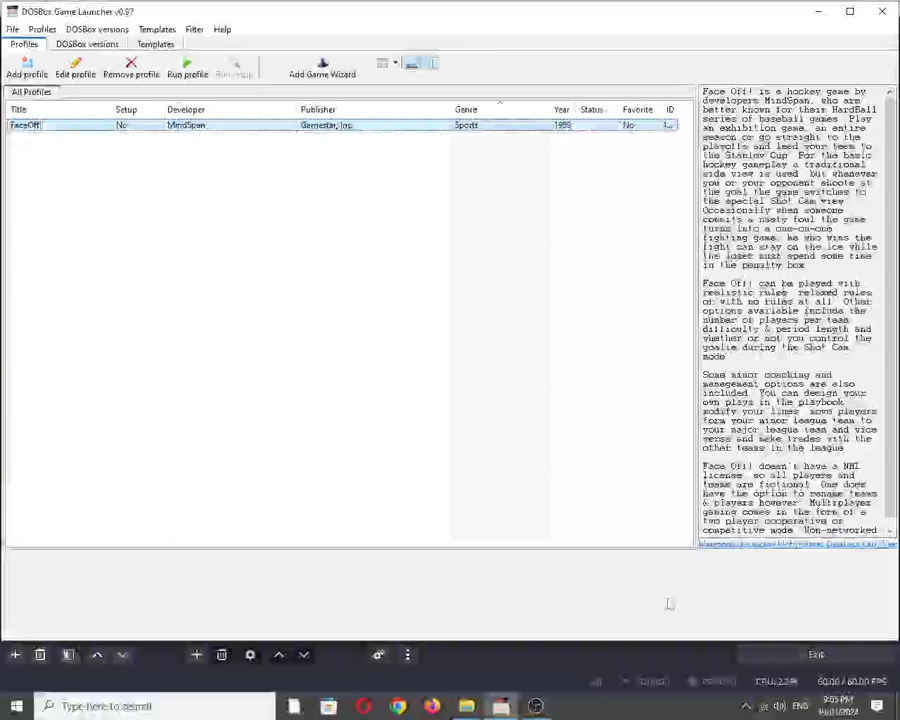 DOSBox Game Launcher v0.97
File Profiles DOSBox versions Templates Filter Help
Profiles DOSBox versions Templates
Add profile Edit profile Remove profile Run profile Add Game Wizard
All Profiles
Title Setup Developer Publisher Genre Year Status Favorite ID
FaceOff! No MindSpan Gamestar, Inc. Sports 1989 No
Face Off! is a hockey game by
developers MindSpan, who are
better known for their HardBall
series of baseball games Play
an exhibition game, an entire
season or go straight to the
playoffs and lead your team to
the Stanley Cup For the basic
hockey gameplay a traditional
side view is used but whenever
you or your opponent shoots at
the goal the game switches to
the special Shot Cam view
Occasionally when someone
commits a nasty foul the game
turns into a one-on-one
fighting game, he who wins the
fight can stay on the ice while
the loser must spend some time
in the penalty box
Face Off! can be played with
realistic rules relaxed rules
or with no rules at all Other
options available include the
number of players per team
difficulty & period length and
whether or not you control the
goalie during the Shot Cam
mode
Some minor coaching and
management options are also
included You can design your
own plays in the playbook
modify your lines move players
form your minor league team to
your major league team and vice
versa and make trades with the
other teams in the league
Face Off! doesn't have a NHL
license so all players and
teams are fictional One does
have the option to rename teams
& players however Multiplayer
gaming comes in the form of a
two player cooperative or
competitive mode Non-networked
Exit
60.00 / 60.00 FPS
Type here to search
ENG
9:05 PM